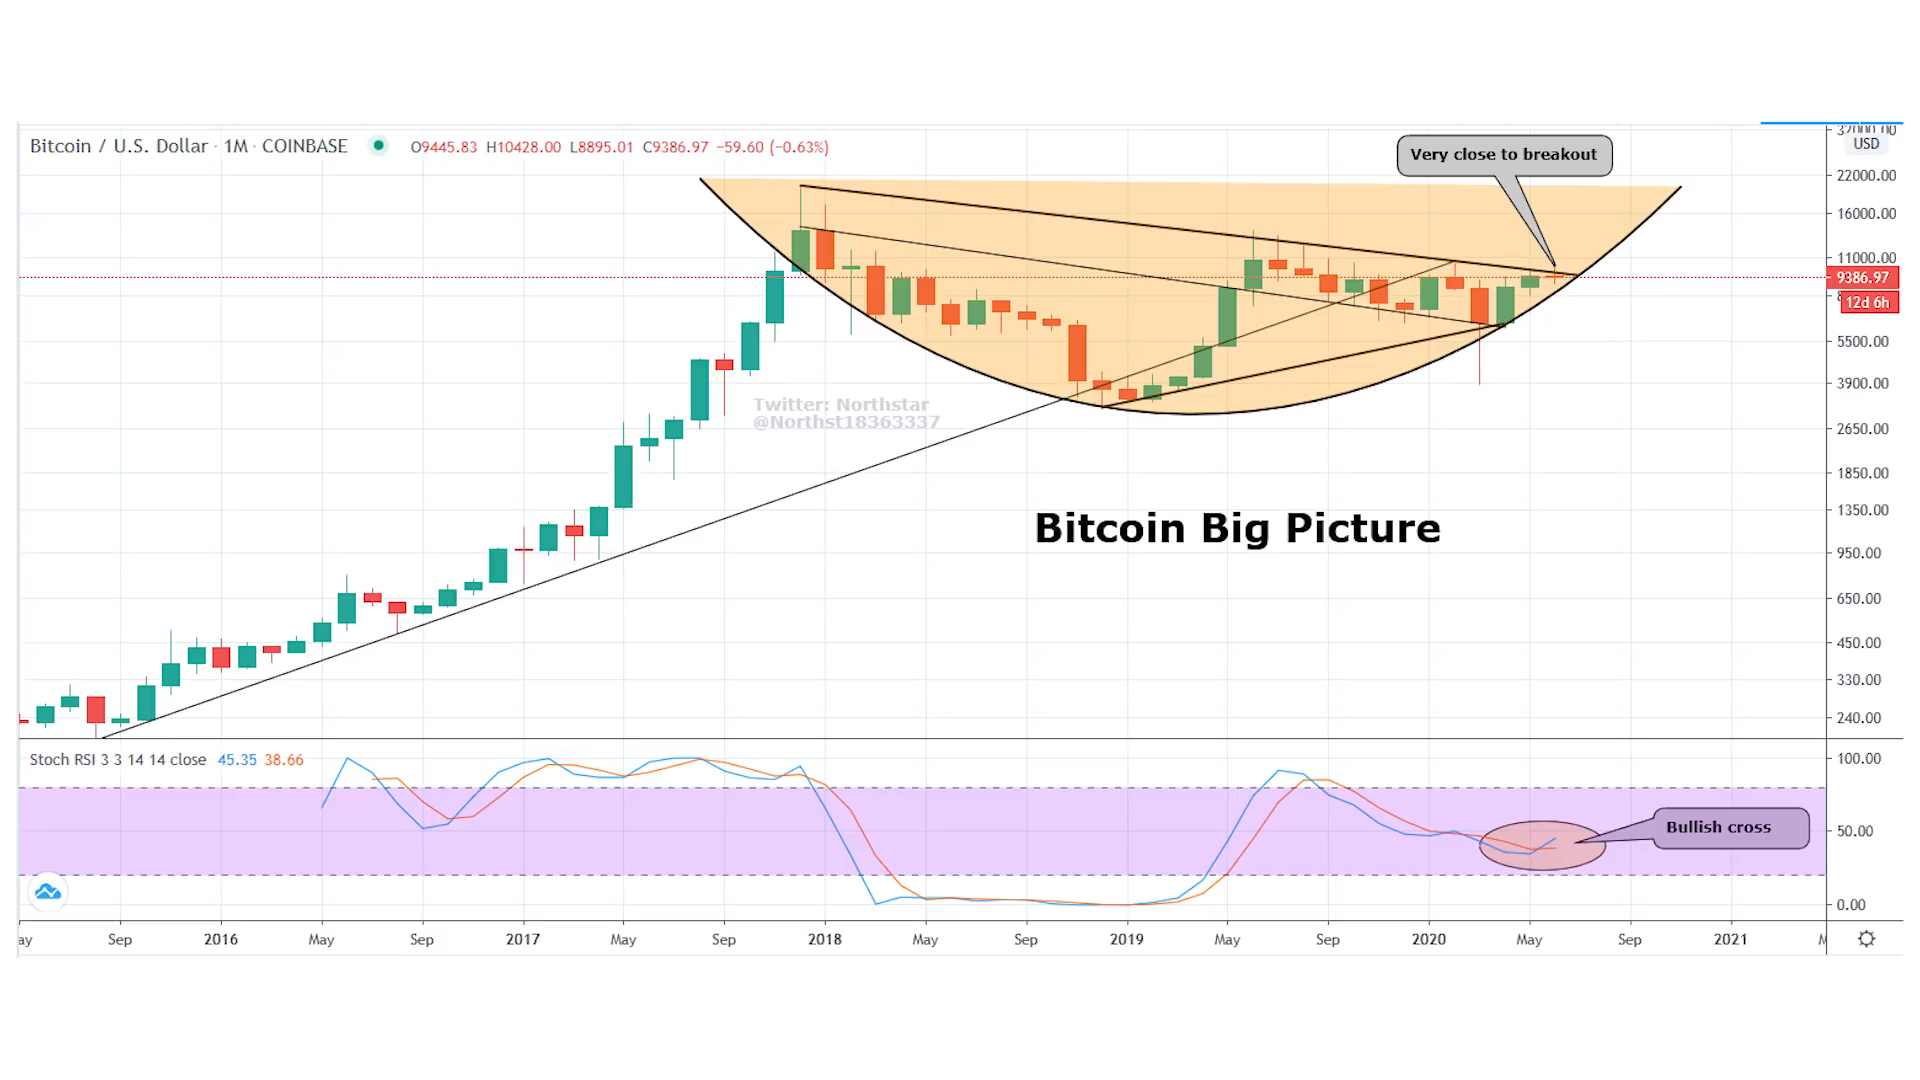 Bitcoin / U.S. Dollar · 1M · COINBASE O9445.83 H10428.00 L8895.01 C9386.97 −59.60 (−0.63%)
Very close to breakout
USD
22000.00
16000.00
11000.00
9386.97
12d 6h
5500.00
3900.00
2650.00
1850.00
1350.00
950.00
650.00
450.00
330.00
240.00
Twitter: Northstar
@Northst18363337
Bitcoin Big Picture
Stoch RSI 3 3 14 14 close 45.35 38.66
Bullish cross
100.00
50.00
0.00
ay Sep 2016 May Sep 2017 May Sep 2018 May Sep 2019 May Sep 2020 May Sep 2021